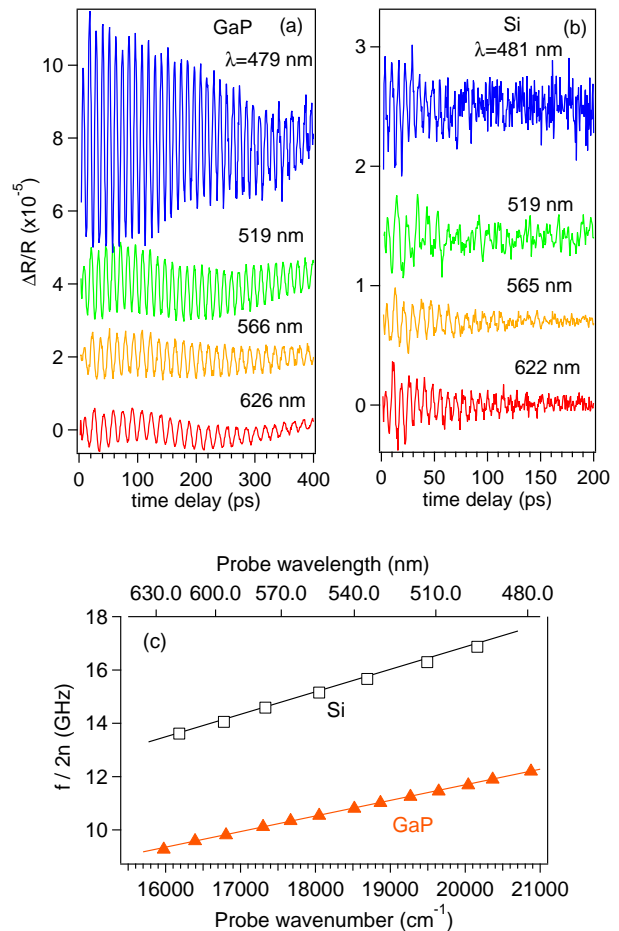 GaP (a)
λ=479 nm
519 nm
566 nm
626 nm
10
8
6
4
2
0
ΔR/R (x10⁻⁵)
0 100 200 300 400
time delay (ps)
Si (b)
λ=481 nm
519 nm
565 nm
622 nm
3
2
1
0
0 50 100 150 200
time delay (ps)
Probe wavelength (nm)
630.0 600.0 570.0 540.0 510.0 480.0
(c)
18
16
14
12
10
f / 2n (GHz)
Si
GaP
16000 17000 18000 19000 20000 21000
Probe wavenumber (cm⁻¹)